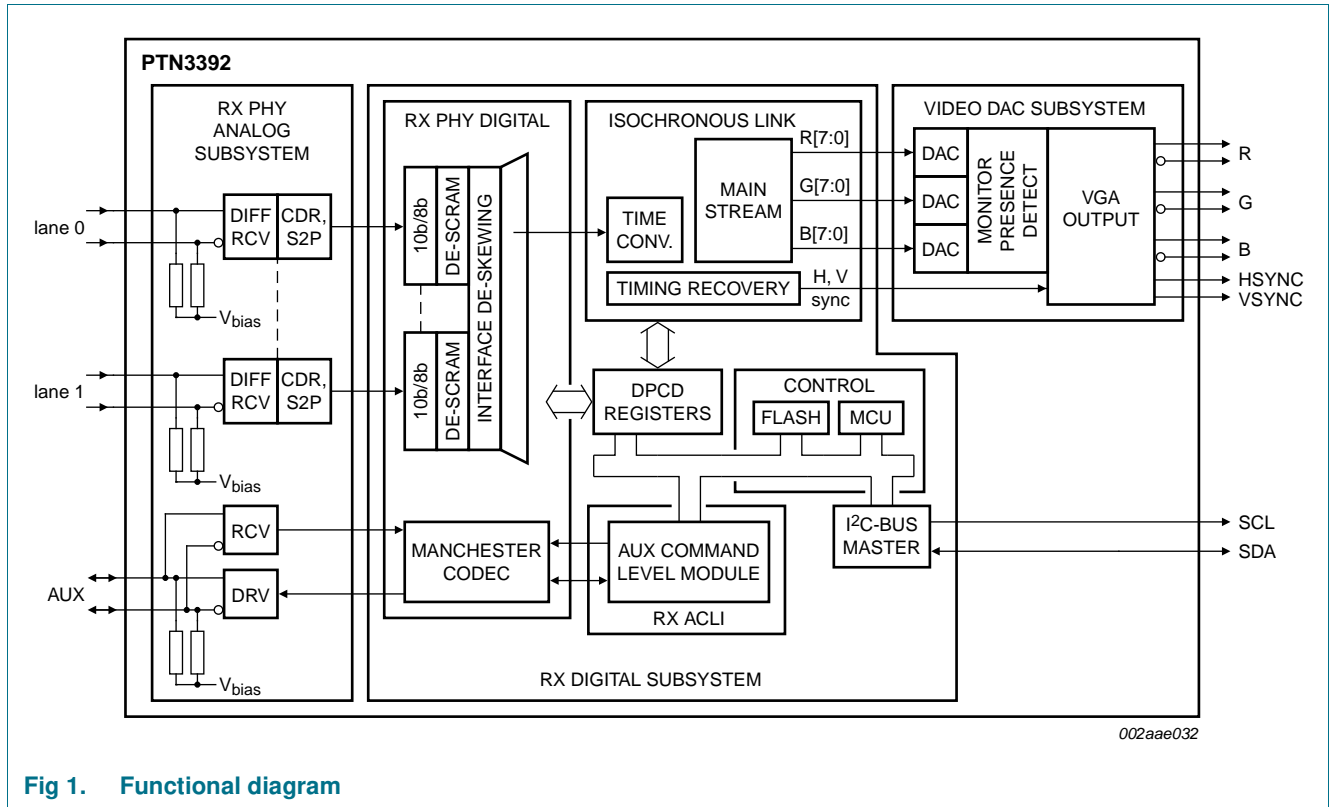 PTN3392
RX PHY
ANALOG
SUBSYSTEM
lane 0
DIFF
RCV
CDR,
S2P
Vbias
lane 1
DIFF
RCV
CDR,
S2P
Vbias
RCV
AUX
DRV
Vbias
RX PHY DIGITAL
10b/8b
DE-SCRAM
10b/8b
DE-SCRAM
INTERFACE DE-SKEWING
MANCHESTER
CODEC
ISOCHRONOUS LINK
TIME
CONV.
MAIN
STREAM
R[7:0]
G[7:0]
B[7:0]
TIMING RECOVERY
H, V
sync
VIDEO DAC SUBSYSTEM
DAC
DAC
DAC
MONITOR
PRESENCE
DETECT
VGA
OUTPUT
R
G
B
HSYNC
VSYNC
DPCD
REGISTERS
CONTROL
FLASH
MCU
AUX COMMAND
LEVEL MODULE
RX ACLI
I2C-BUS
MASTER
SCL
SDA
RX DIGITAL SUBSYSTEM
002aae032
Fig 1. Functional diagram